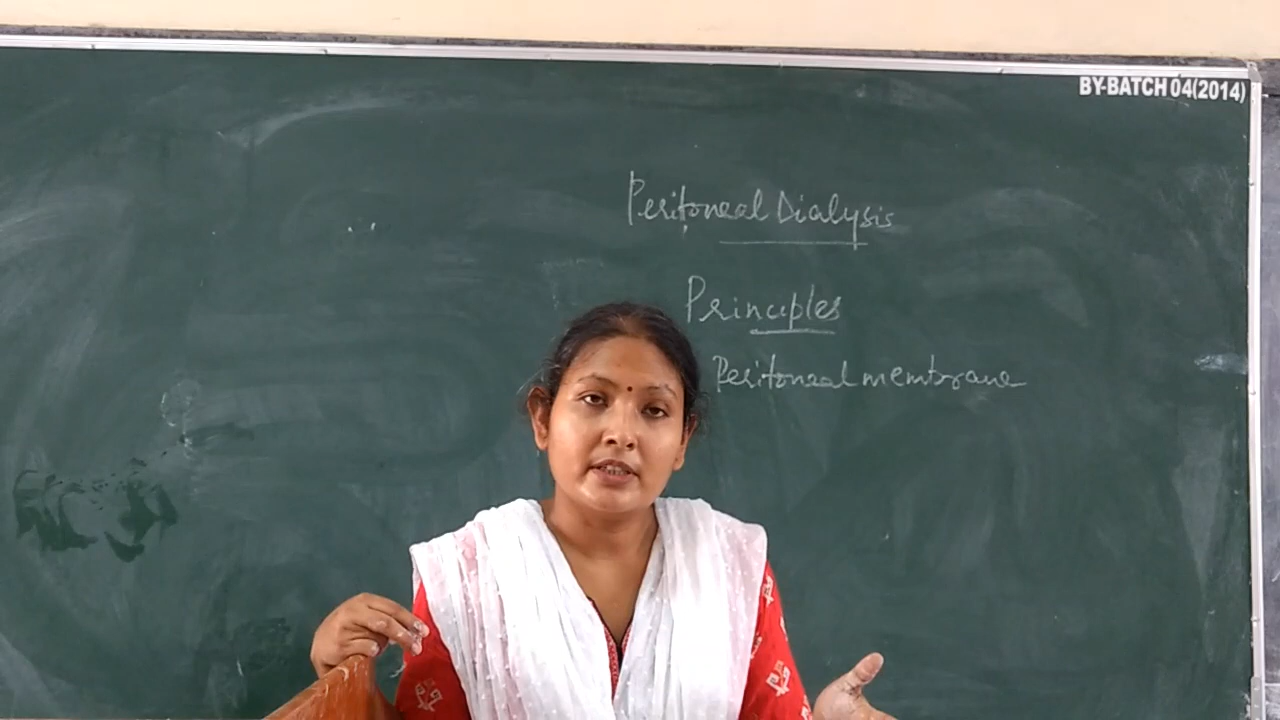 BY-BATCH 04(2014)
Peritoneal Dialysis
Principles
Peritoneal membrane